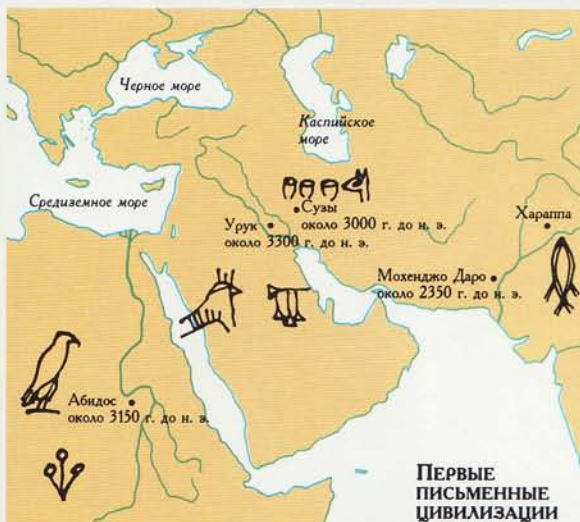 Черное море
Каспийское
море
Средиземное море
Сузы
около 3000 г. до н. э.
Урук
около 3300 г. до н. э.
Хараппа
Мохенджо Даро
около 2350 г. до н. э.
Абидос
около 3150 г. до н. э.
ПЕРВЫЕ
ПИСЬМЕННЫЕ
ЦИВИЛИЗАЦИИ